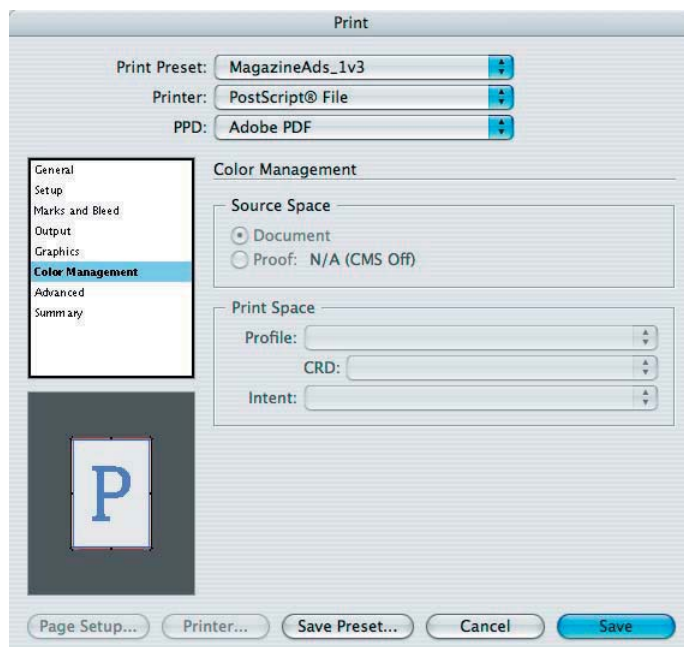 Print
Print Preset: MagazineAds_1v3
Printer: PostScript® File
PPD: Adobe PDF
General
Setup
Marks and Bleed
Output
Graphics
Color Management
Advanced
Summary
Color Management
Source Space
Document
Proof: N/A (CMS Off)
Print Space
Profile:
CRD:
Intent:
P
Page Setup... Printer... Save Preset... Cancel Save